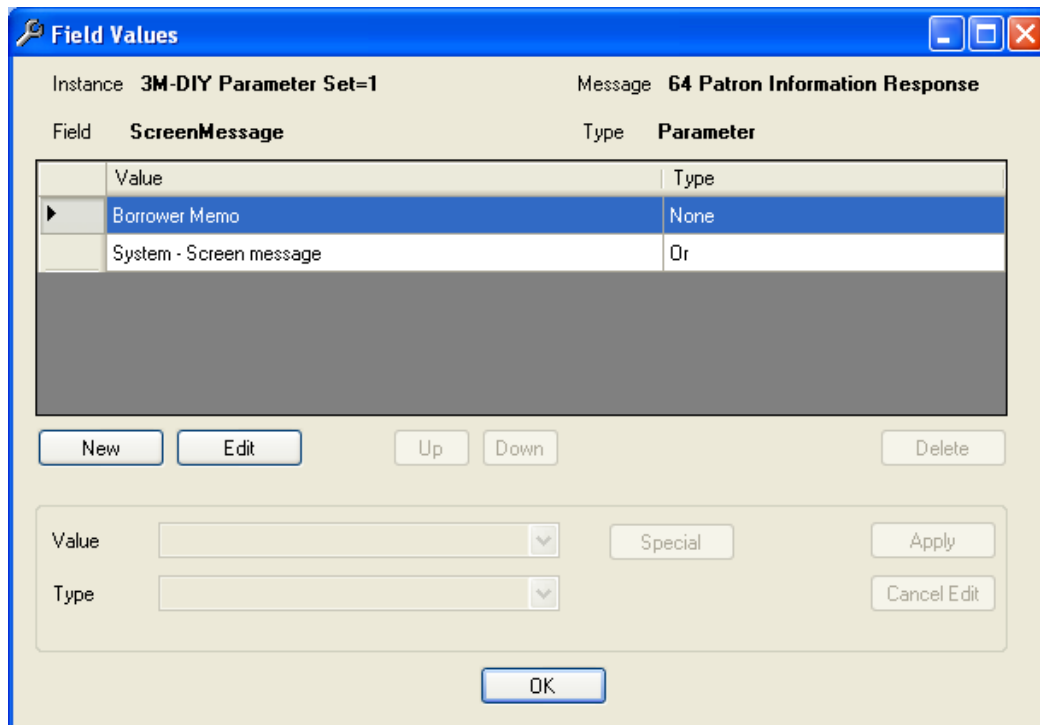 Field Values
Instance 3M-DIY Parameter Set=1 Message 64 Patron Information Response
Field ScreenMessage Type Parameter
Value Type
Borrower Memo None
System - Screen message Or
New Edit Up Down Delete
Value Special Apply
Type Cancel Edit
OK